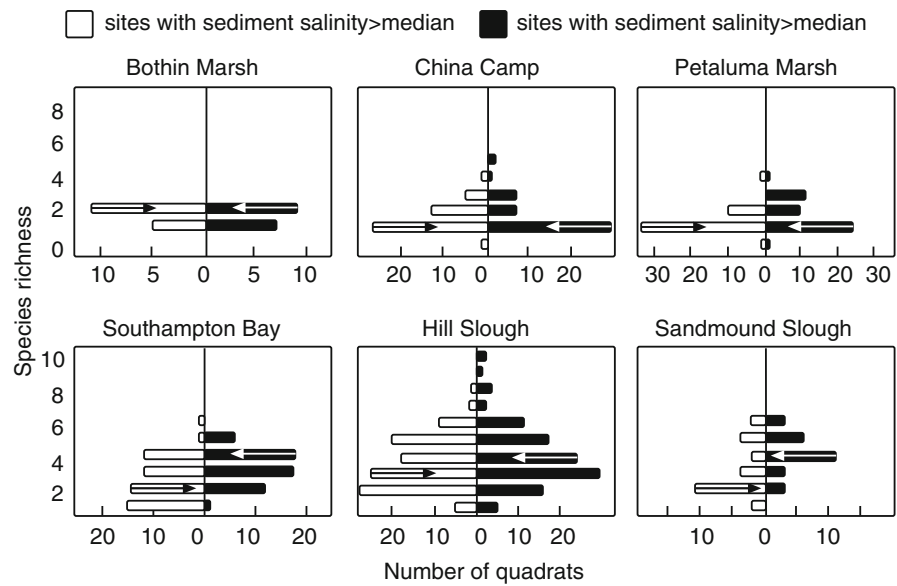 sites with sediment salinity>median sites with sediment salinity>median
Bothin Marsh China Camp Petaluma Marsh
8
6
4
2
0
10 5 0 5 10 20 10 0 10 20 30 20 10 0 10 20 30
Species richness
Southampton Bay Hill Slough Sandmound Slough
10
8
6
4
2
20 10 0 10 20 20 10 0 10 20 10 0 10
Number of quadrats